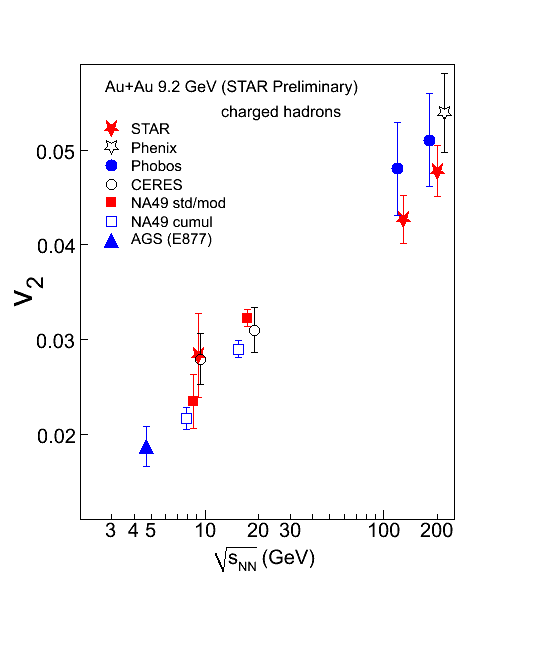 Au+Au 9.2 GeV (STAR Preliminary)
charged hadrons
STAR
Phenix
Phobos
CERES
NA49 std/mod
NA49 cumul
AGS (E877)
0.05
0.04
0.03
0.02
v2
3 4 5 10 20 30 100 200
√sNN (GeV)